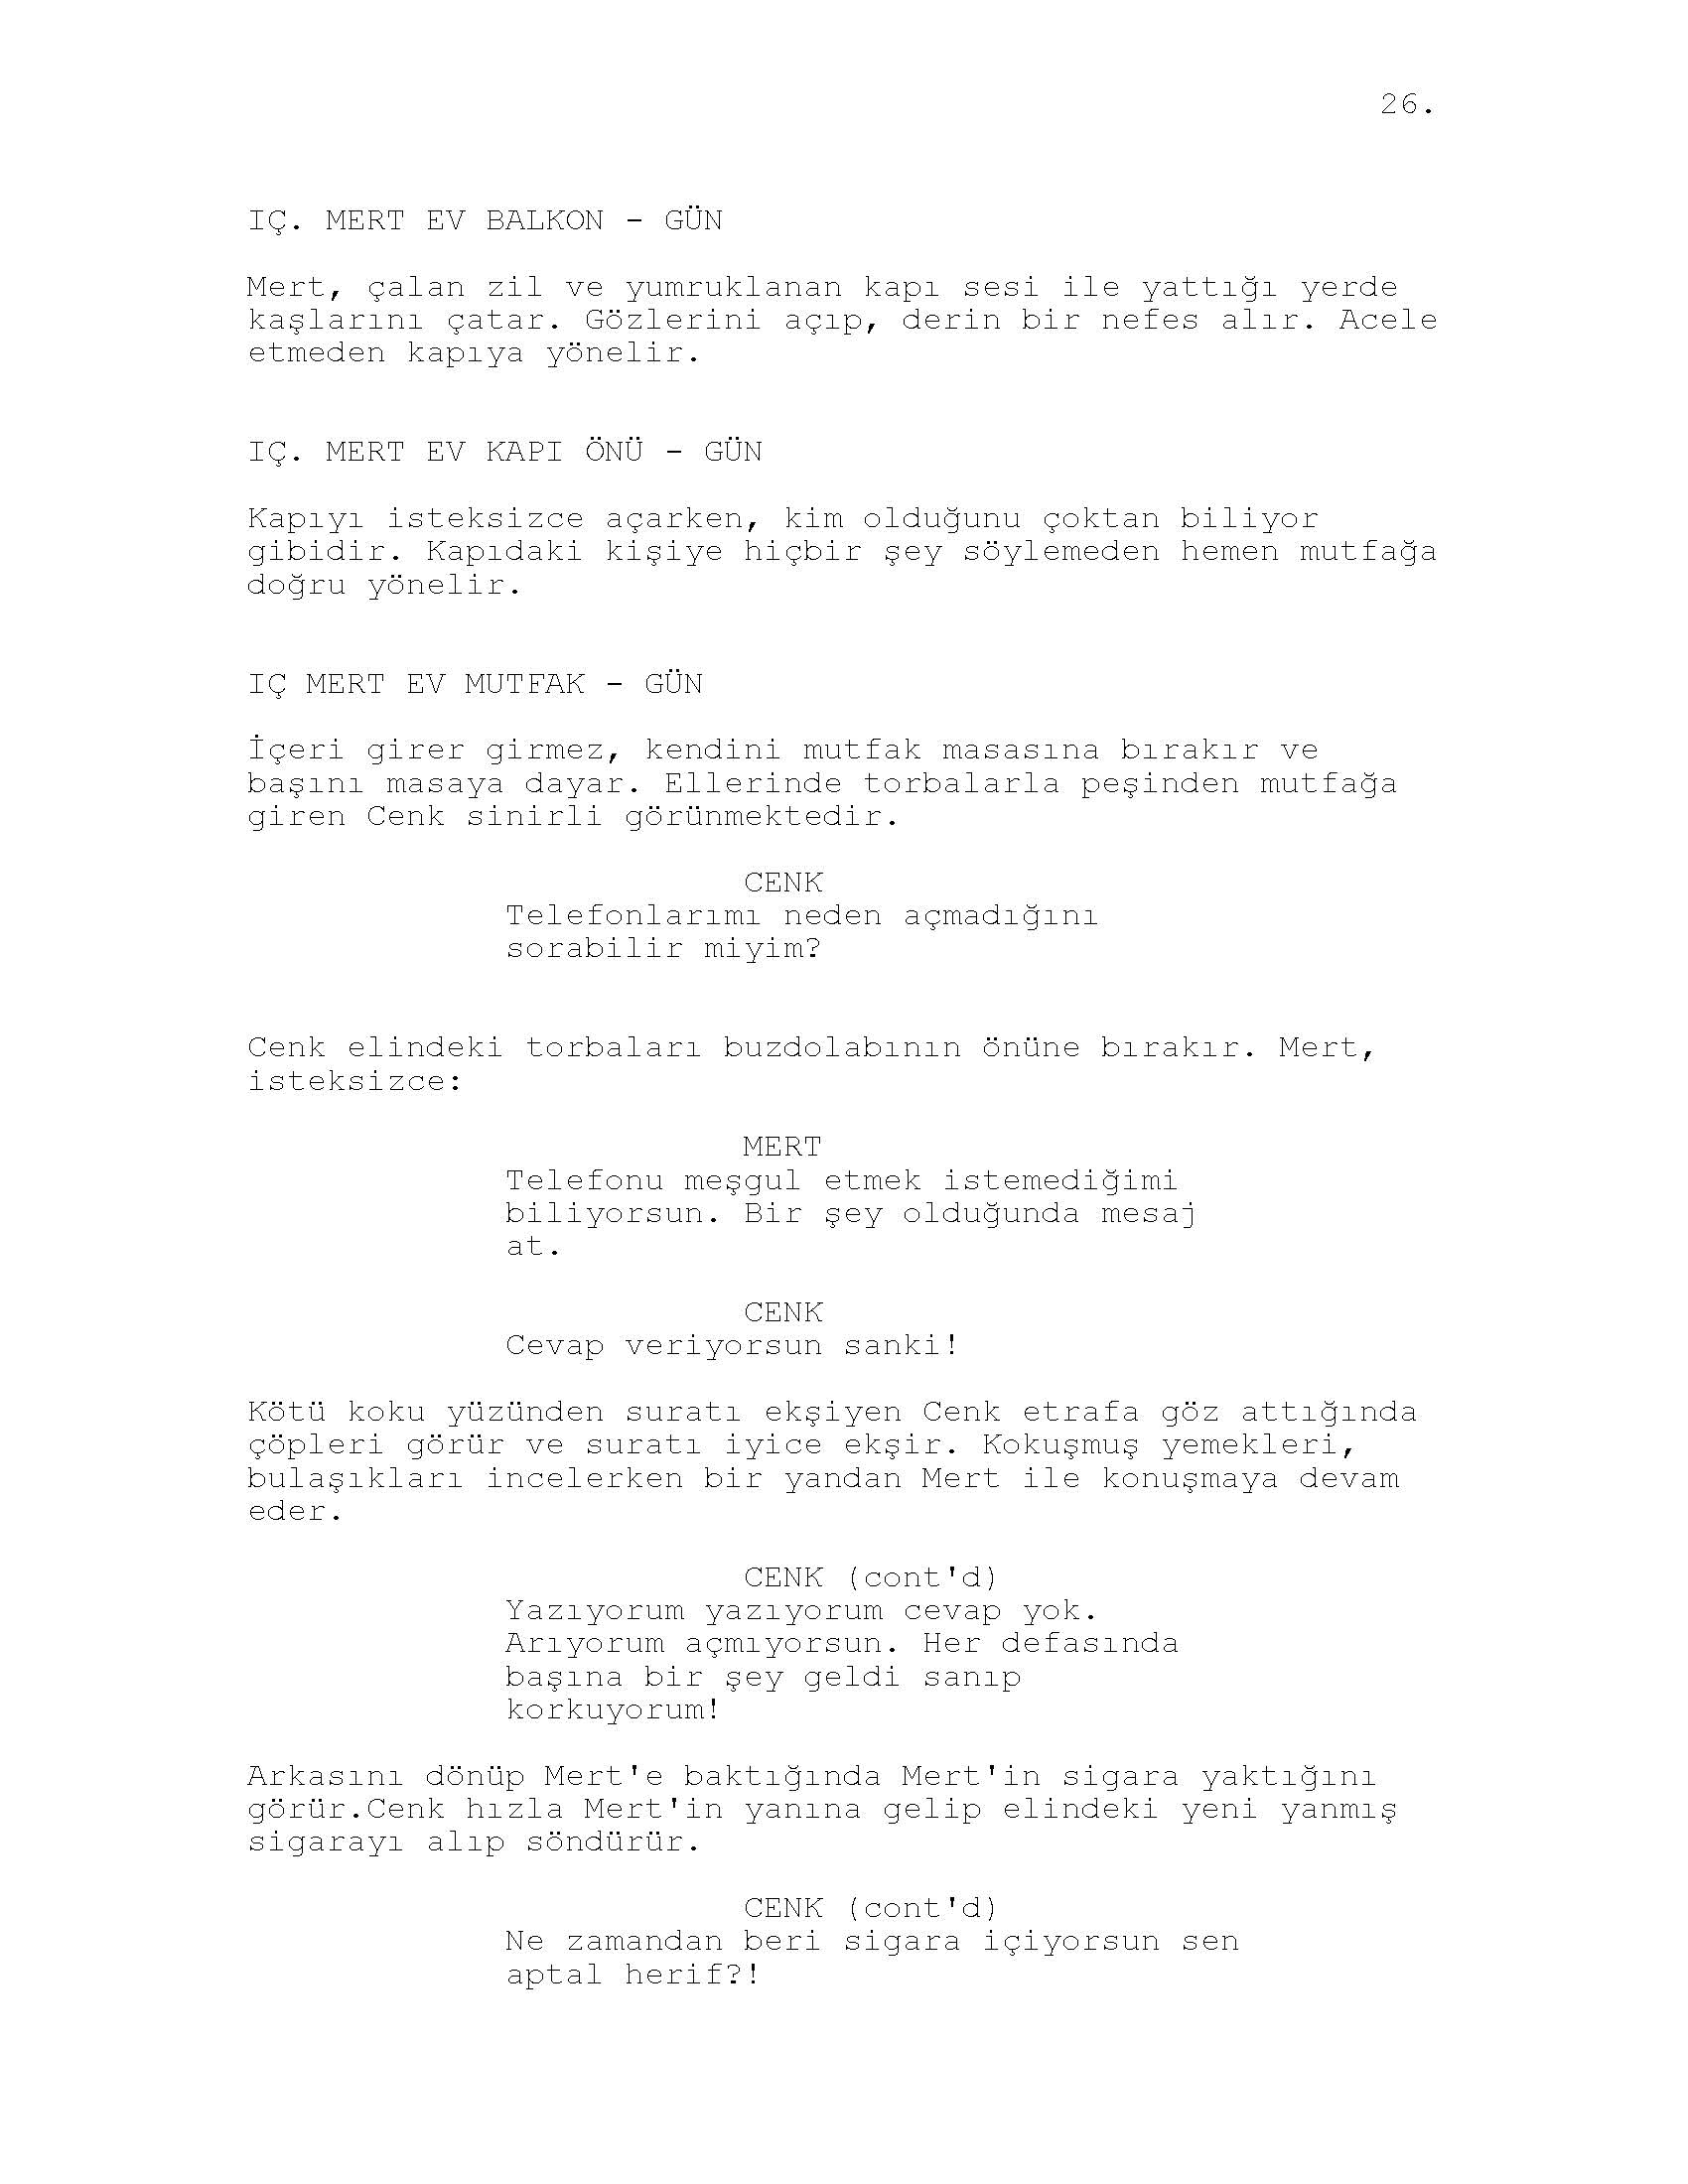 26.
IÇ. MERT EV BALKON - GÜN
Mert, çalan zil ve yumruklanan kapı sesi ile yattığı yerde
kaşlarını çatar. Gözlerini açıp, derin bir nefes alır. Acele
etmeden kapıya yönelir.
IÇ. MERT EV KAPI ÖNÜ - GÜN
Kapıyı isteksizce açarken, kim olduğunu çoktan biliyor
gibidir. Kapıdaki kişiye hiçbir şey söylemeden hemen mutfağa
doğru yönelir.
IÇ MERT EV MUTFAK - GÜN
İçeri girer girmez, kendini mutfak masasına bırakır ve
başını masaya dayar. Ellerinde torbalarla peşinden mutfağa
giren Cenk sinirli görünmektedir.
CENK
Telefonlarımı neden açmadığını
sorabilir miyim?
Cenk elindeki torbaları buzdolabının önüne bırakır. Mert,
isteksizce:
MERT
Telefonu meşgul etmek istemediğimi
biliyorsun. Bir şey olduğunda mesaj
at.
CENK
Cevap veriyorsun sanki!
Kötü koku yüzünden suratı ekşiyen Cenk etrafa göz attığında
çöpleri görür ve suratı iyice ekşir. Kokuşmuş yemekleri,
bulaşıkları incelerken bir yandan Mert ile konuşmaya devam
eder.
CENK (cont'd)
Yazıyorum yazıyorum cevap yok.
Arıyorum açmıyorsun. Her defasında
başına bir şey geldi sanıp
korkuyorum!
Arkasını dönüp Mert'e baktığında Mert'in sigara yaktığını
görür.Cenk hızla Mert'in yanına gelip elindeki yeni yanmış
sigarayı alıp söndürür.
CENK (cont'd)
Ne zamandan beri sigara içiyorsun sen
aptal herif?!